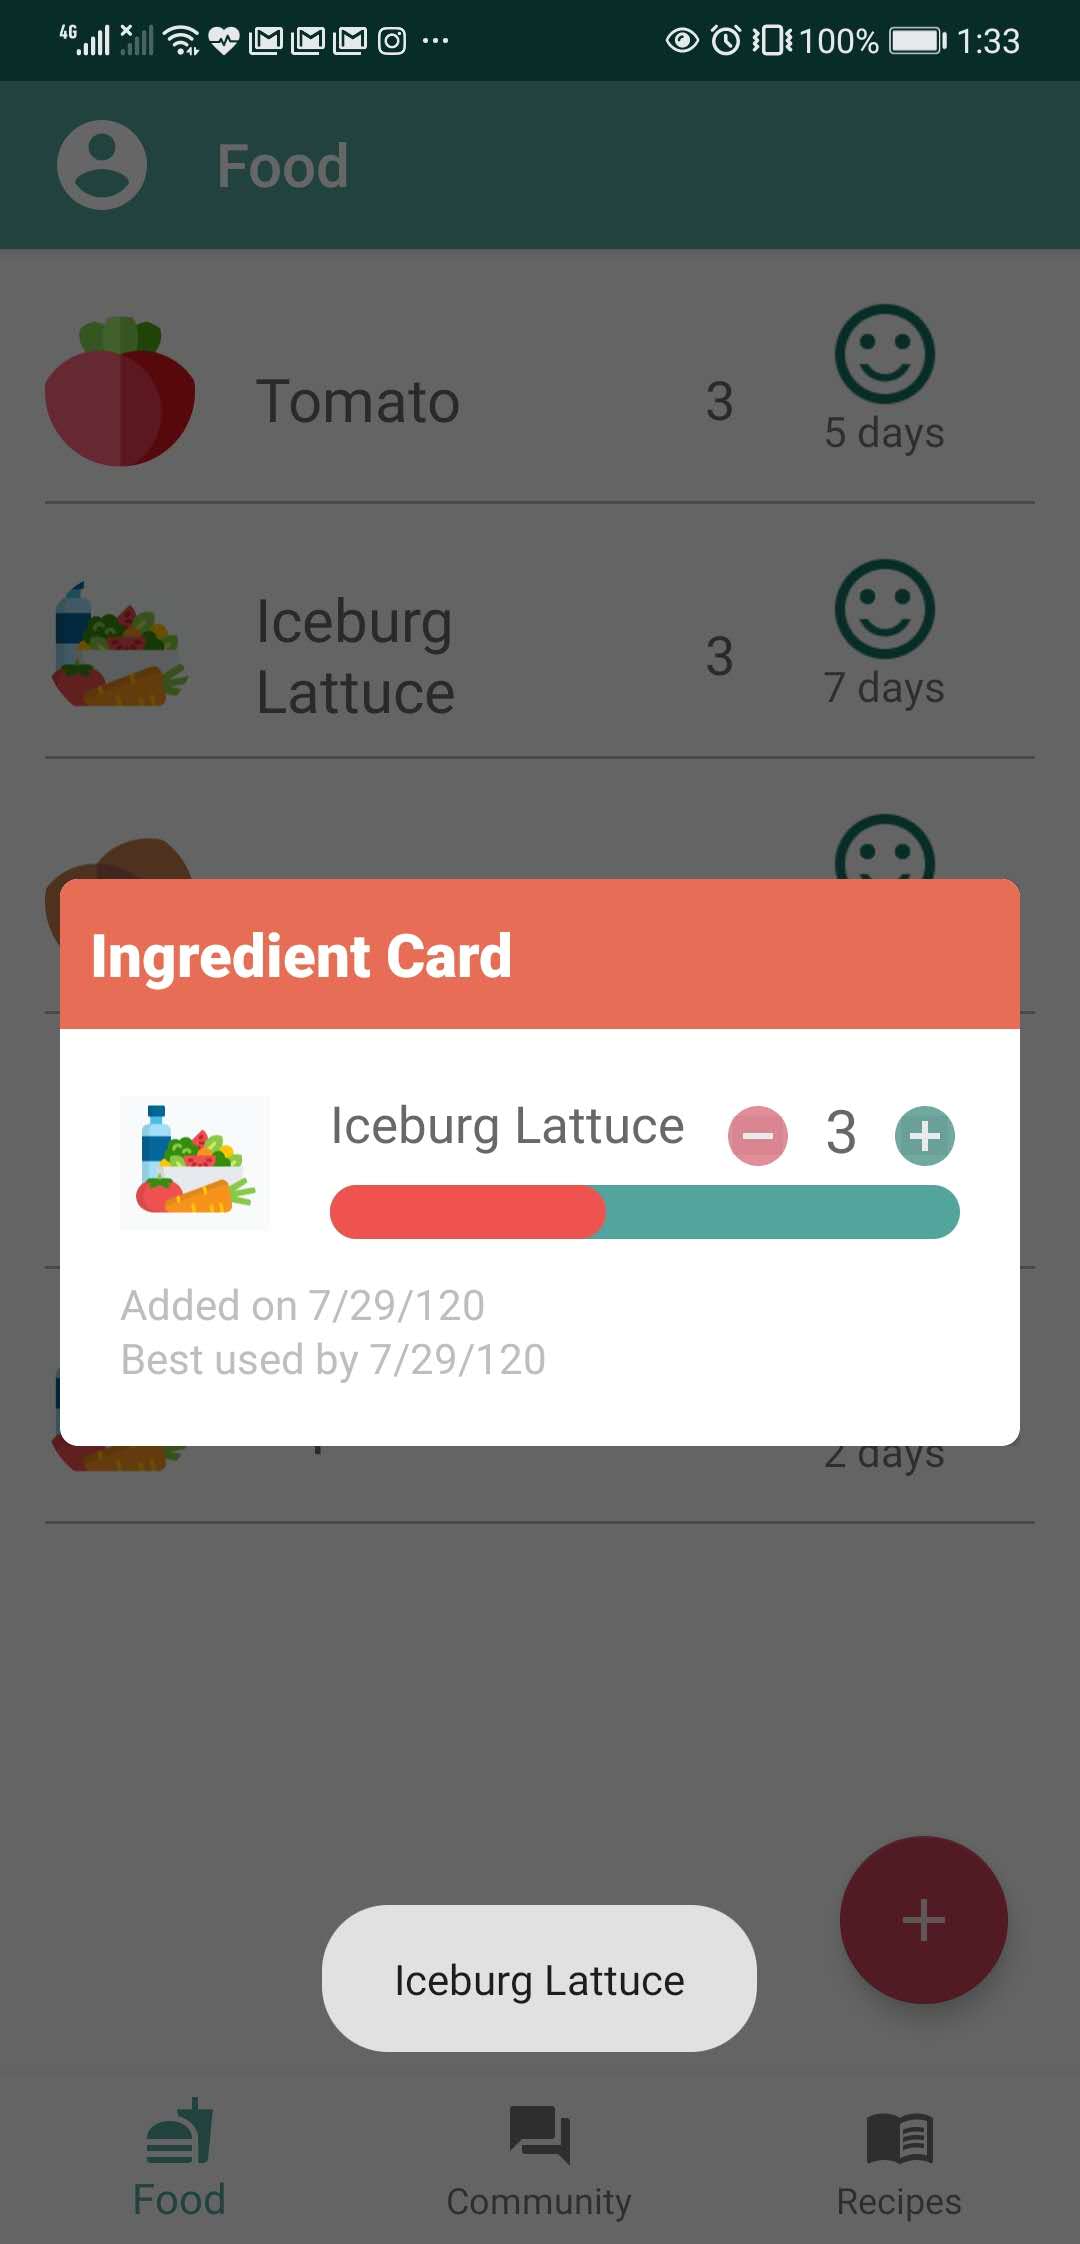 4G 100% 1:33
Food
Tomato 3
5 days
Iceburg
Lattuce
3
7 days
Ingredient Card
Iceburg Lattuce 3
Added on 7/29/120
Best used by 7/29/120
2 days
Iceburg Lattuce
Food Community Recipes